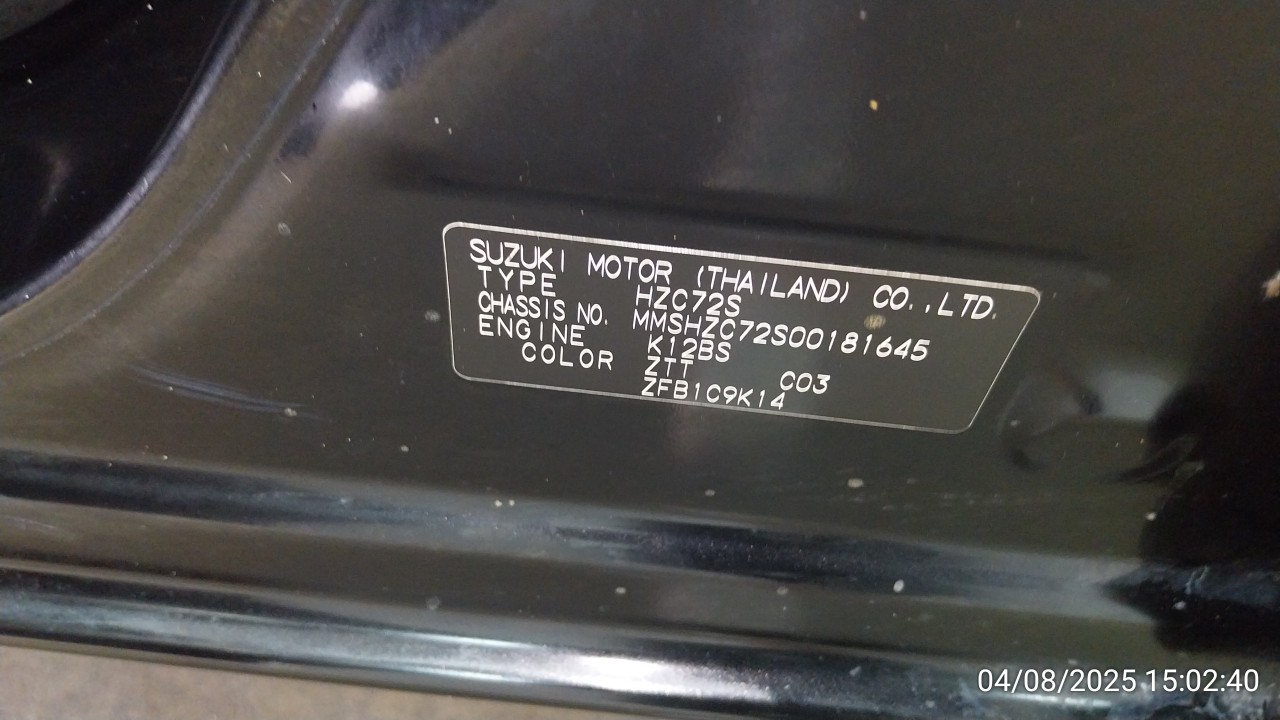 SUZUKI MOTOR (THAILAND) CO.,LTD.
TYPE HZC72S
CHASSIS NO. MMSHZC72S00181645
ENGINE K12BS
COLOR ZTT C03
ZFB1C9K14
04/08/2025 15:02:40